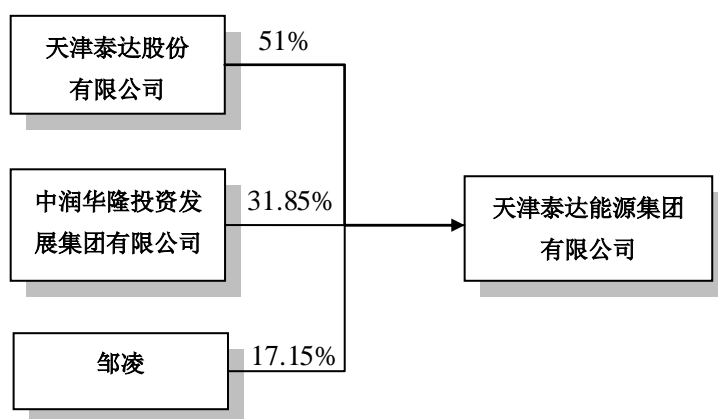 天津泰达股份
有限公司
51%
中润华隆投资发
展集团有限公司
31.85%
天津泰达能源集团
有限公司
邹凌
17.15%